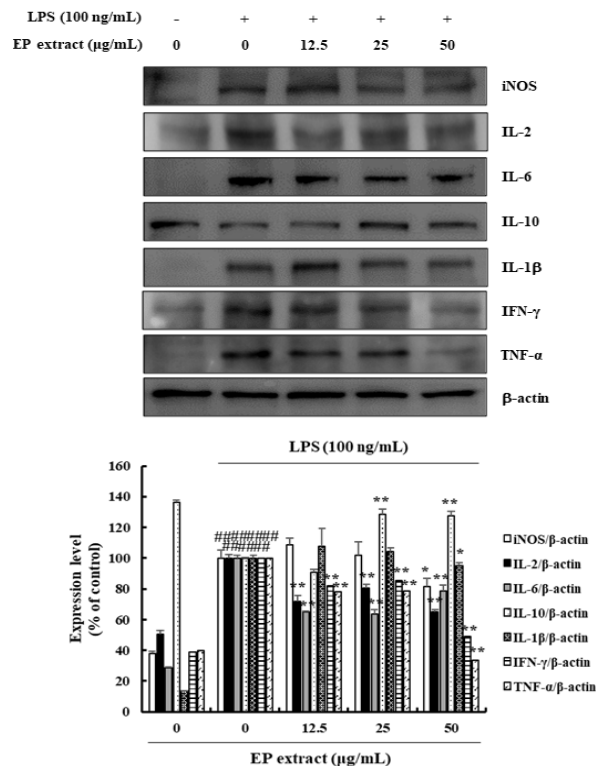 LPS (100 ng/mL) - + + + +
EP extract (μg/mL) 0 0 12.5 25 50
iNOS
IL-2
IL-6
IL-10
IL-1β
IFN-γ
TNF-α
β-actin
LPS (100 ng/mL)
Expression level
(% of control)
160
140
120
100
80
60
40
20
0
** ** ** **
** ** ** ** **
* ** ** ** * ** **
iNOS/β-actin
IL-2/β-actin
IL-6/β-actin
IL-10/β-actin
IL-1β/β-actin
IFN-γ/β-actin
TNF-α/β-actin
0 0 12.5 25 50
EP extract (μg/mL)